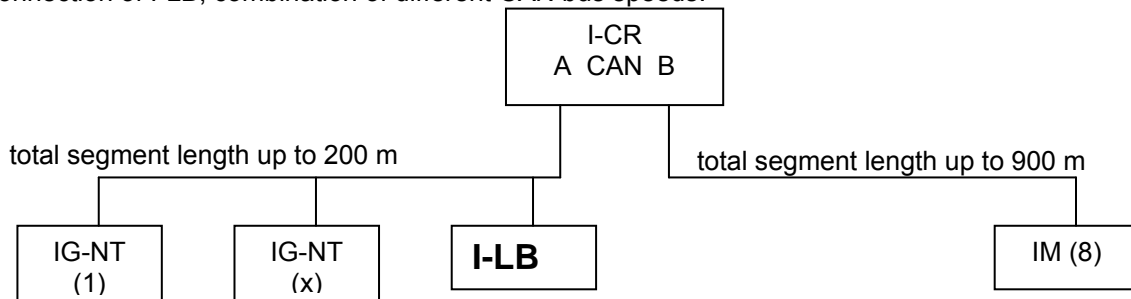 connection of I-LB, combination of different CAN bus speeds:
I-CR
A CAN B
total segment length up to 200 m
total segment length up to 900 m
IG-NT
(1)
IG-NT
(x)
I-LB
IM (8)